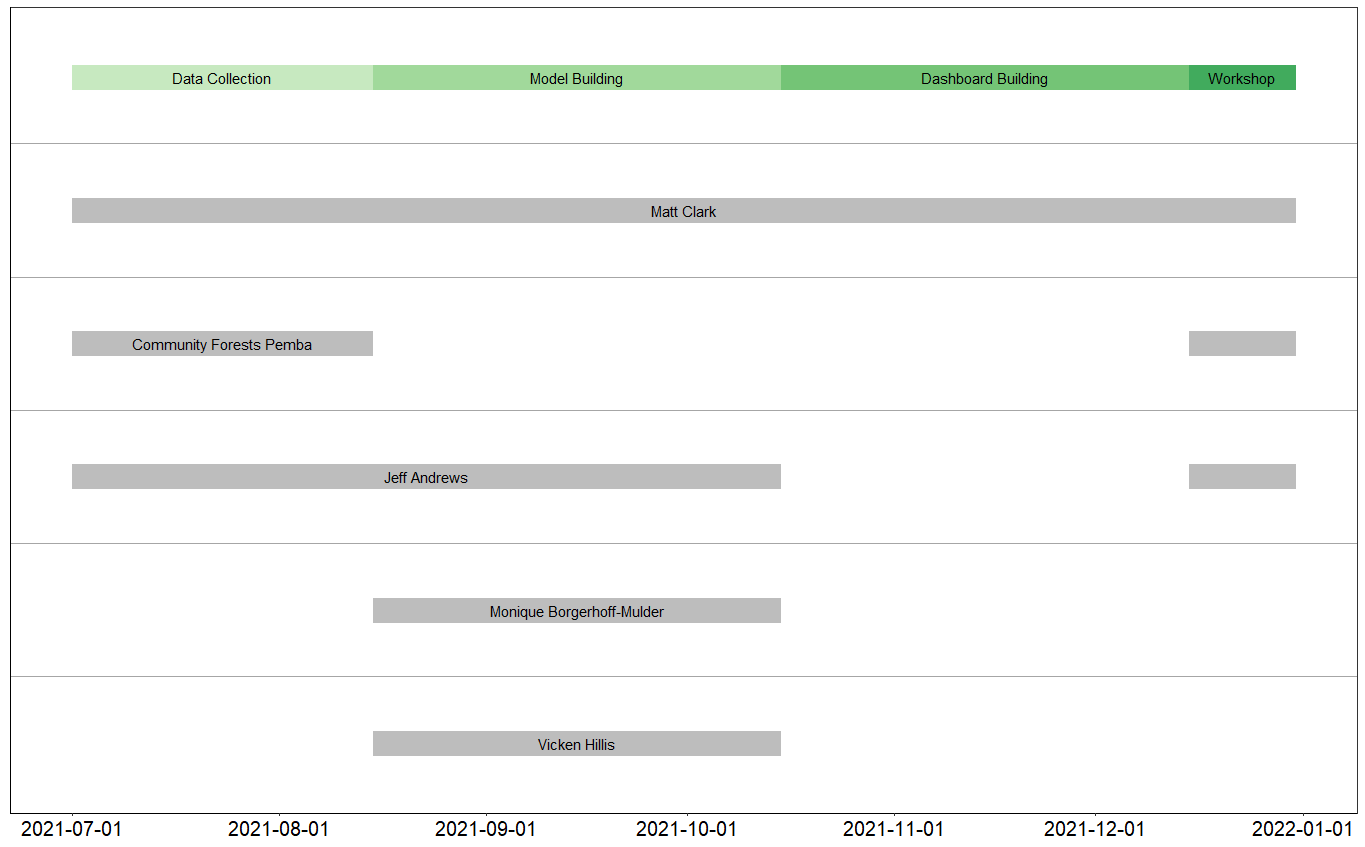 Data Collection
Model Building
Dashboard Building
Workshop
Matt Clark
Community Forests Pemba
Jeff Andrews
Monique Borgerhoff-Mulder
Vicken Hillis
2021-07-01
2021-08-01
2021-09-01
2021-10-01
2021-11-01
2021-12-01
2022-01-01